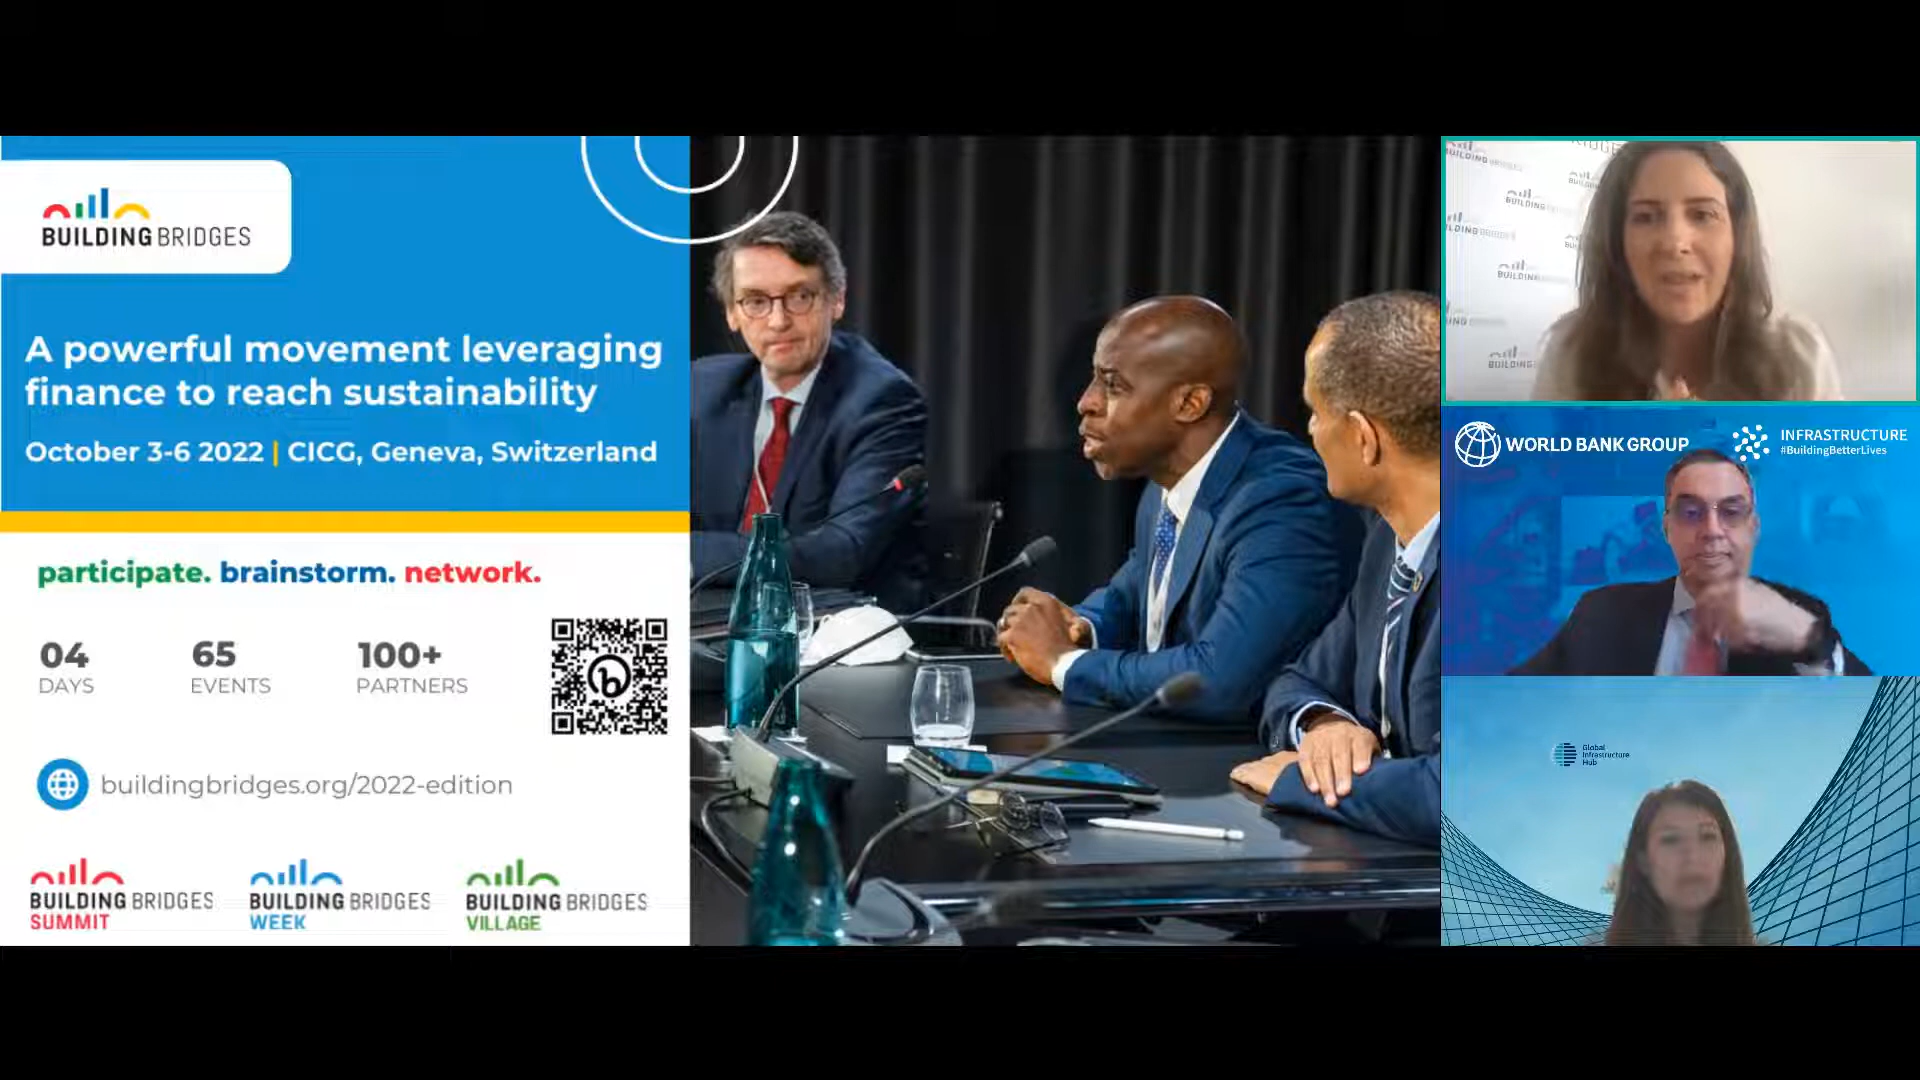 BUILDING BRIDGES
A powerful movement leveraging
finance to reach sustainability
October 3-6 2022 | CICG, Geneva, Switzerland
participate. brainstorm. network.
04
DAYS
65
EVENTS
100+
PARTNERS
buildingbridges.org/2022-edition
BUILDING BRIDGES
SUMMIT
BUILDING BRIDGES
WEEK
BUILDING BRIDGES
VILLAGE
WORLD BANK GROUP
INFRASTRUCTURE
#BuildingBetterLives
Global
Infrastructure
Hub